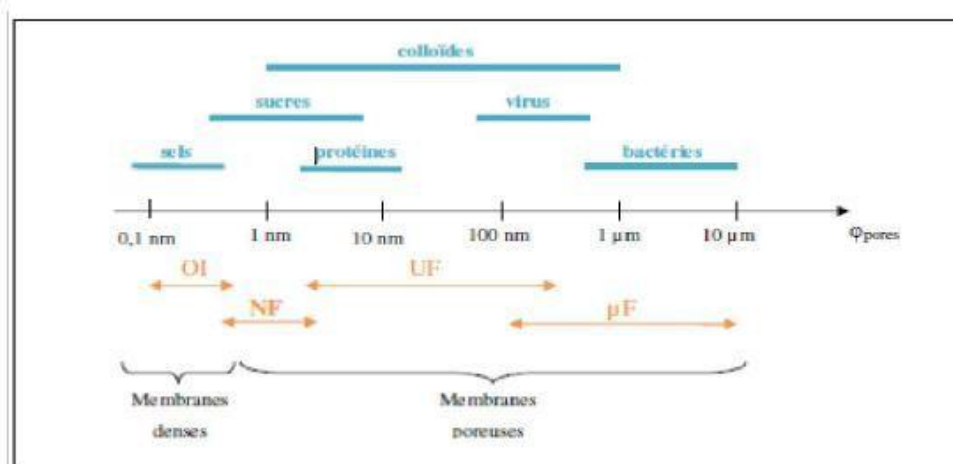 colloïdes
sucres virus
sels protéines bactéries
0,1 nm 1 nm 10 nm 100 nm 1 µm 10 µm φpores
OI UF
NF µF
Membranes denses
Membranes poreuses